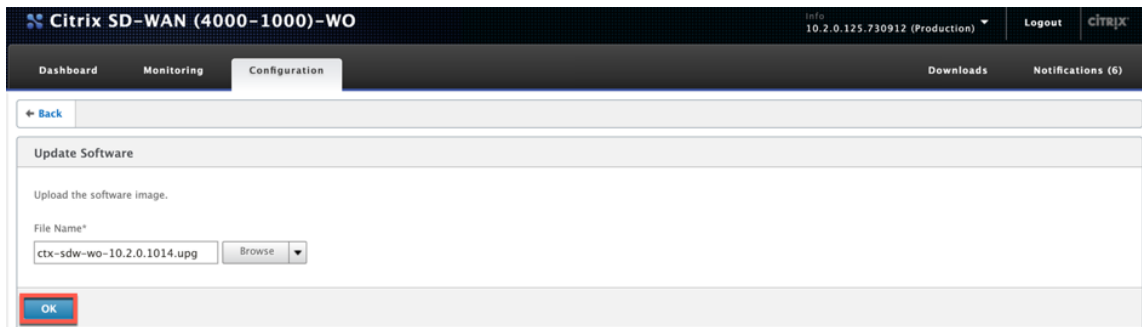 Citrix SD-WAN (4000-1000)-WO
Info
10.2.0.125.730912 (Production)
Logout
CİTRIX
Dashboard
Monitoring
Configuration
Downloads
Notifications (6)
← Back
Update Software
Upload the software image.
File Name*
ctx-sdw-wo-10.2.0.1014.upg
Browse
OK